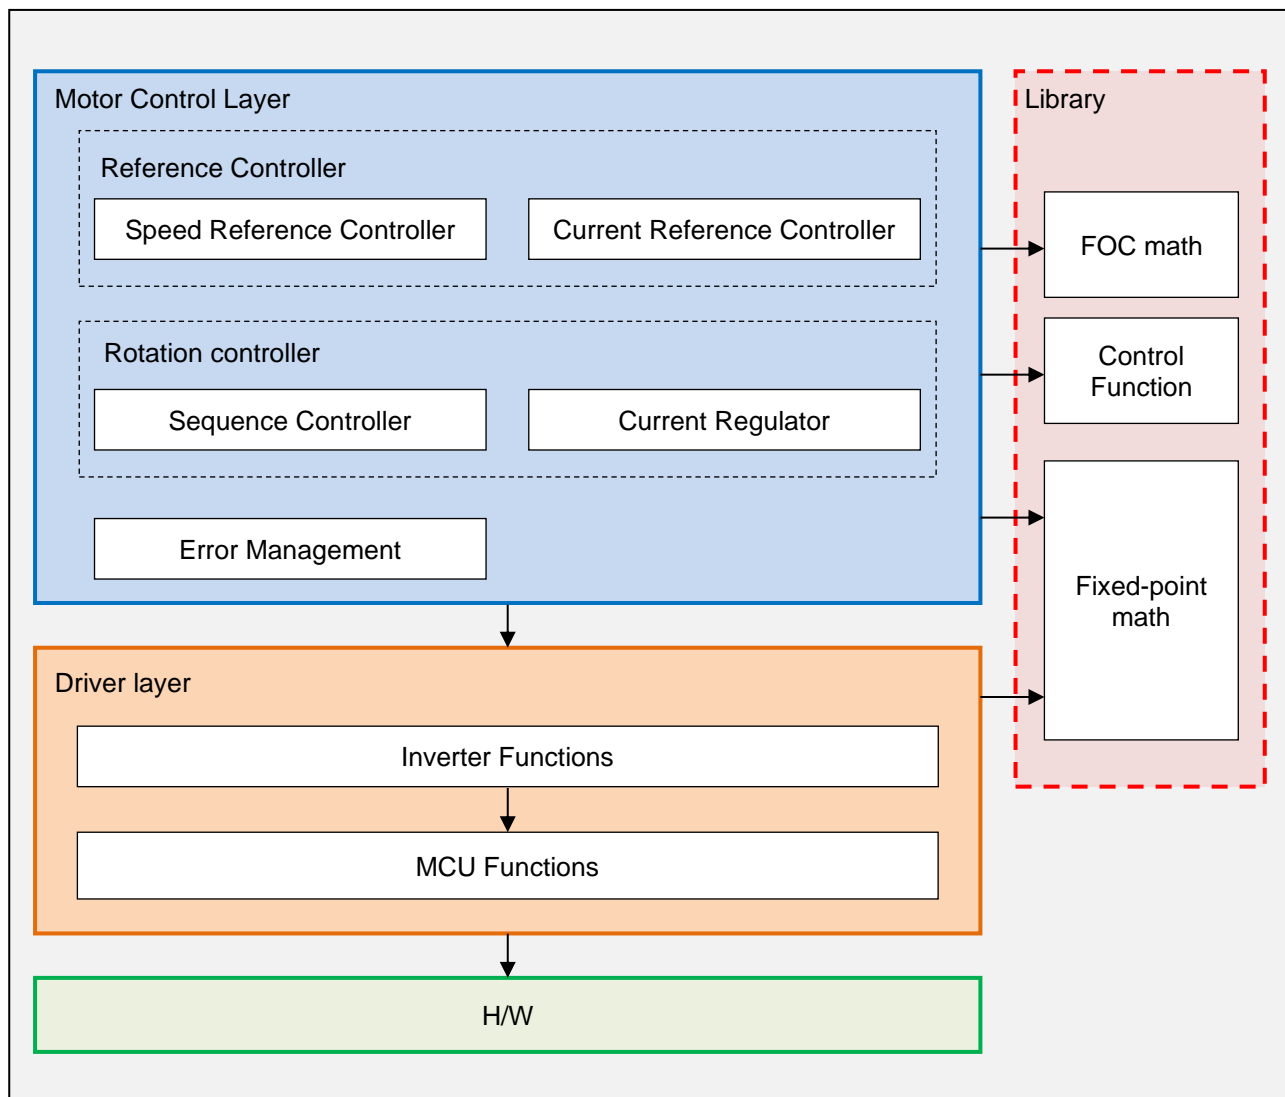 Motor Control Layer
Reference Controller
Speed Reference Controller
Current Reference Controller
Rotation controller
Sequence Controller
Current Regulator
Error Management
Driver layer
Inverter Functions
MCU Functions
H/W
Library
FOC math
Control
Function
Fixed-point
math